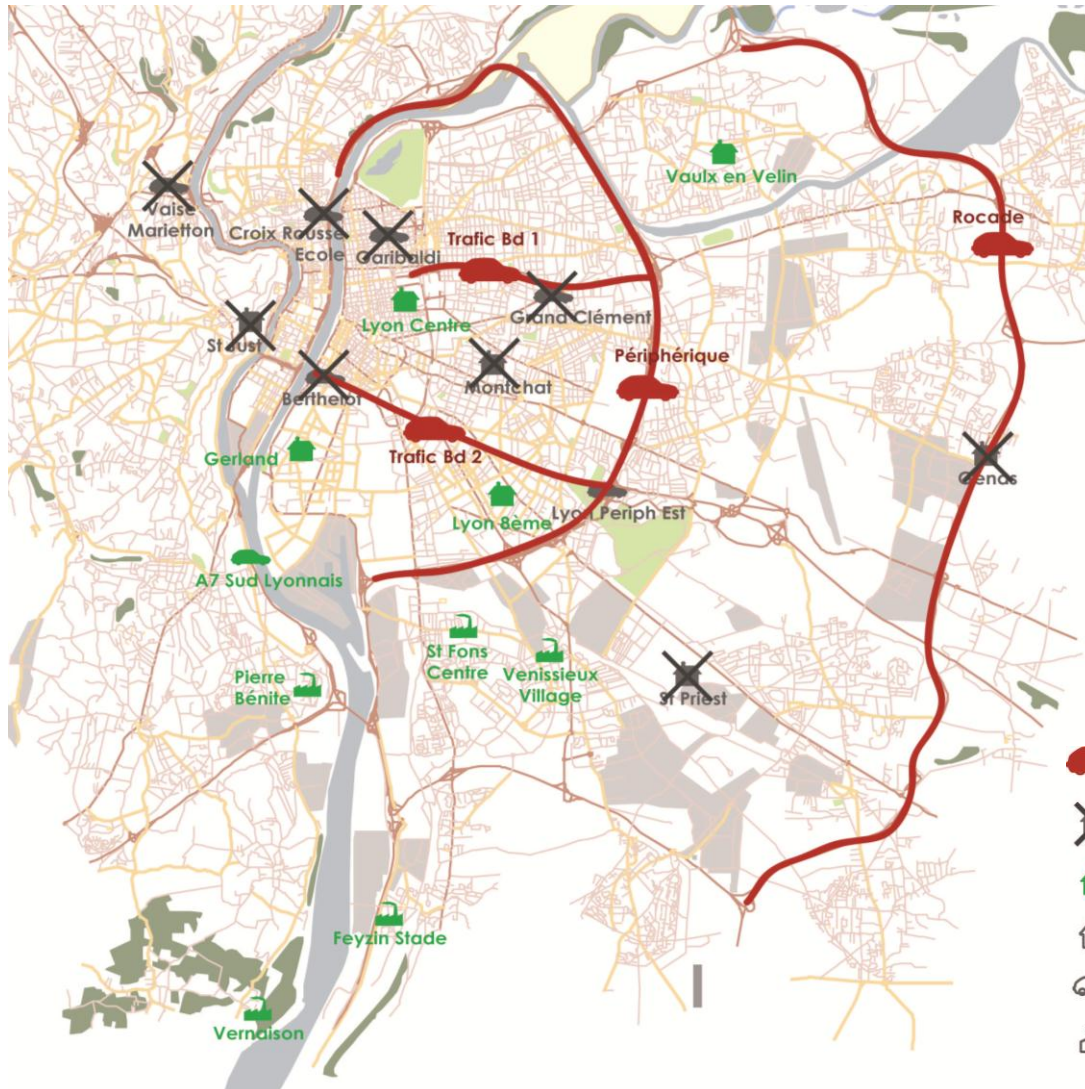 Vaulx en Velin
Vaise
Marietton
Croix Rousse
Ecole
Garibaldi
Trafic Bd 1
Rocade
Lyon Centre
Grand Clément
St Just
Périphérique
Montchat
Berthelot
Gerland
Trafic Bd 2
Genas
Lyon 8ème
Lyon Periph Est
A7 Sud Lyonnais
St Fons
Centre
Venissieux
Village
Pierre
Bénite
St Priest
Feyzin Stade
Vernaison